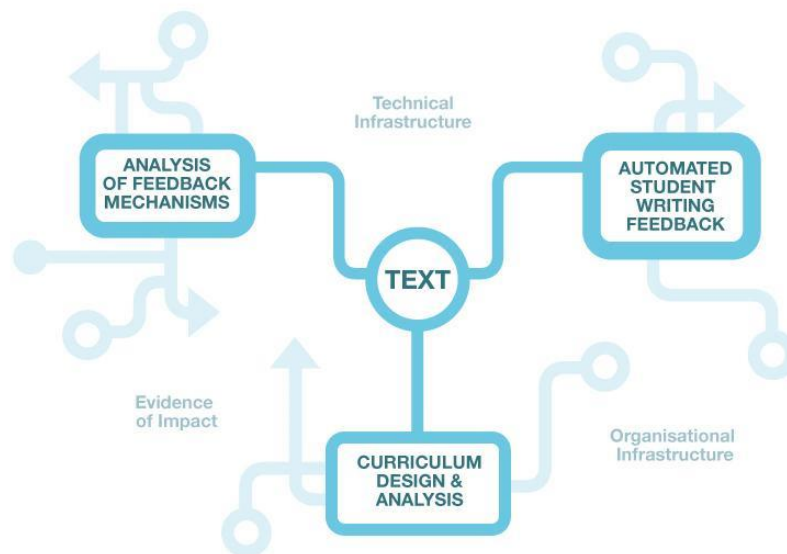 Technical
Infrastructure
ANALYSIS
OF FEEDBACK
MECHANISMS
AUTOMATED
STUDENT
WRITING
FEEDBACK
TEXT
Evidence
of Impact
Organisational
Infrastructure
CURRICULUM
DESIGN &
ANALYSIS